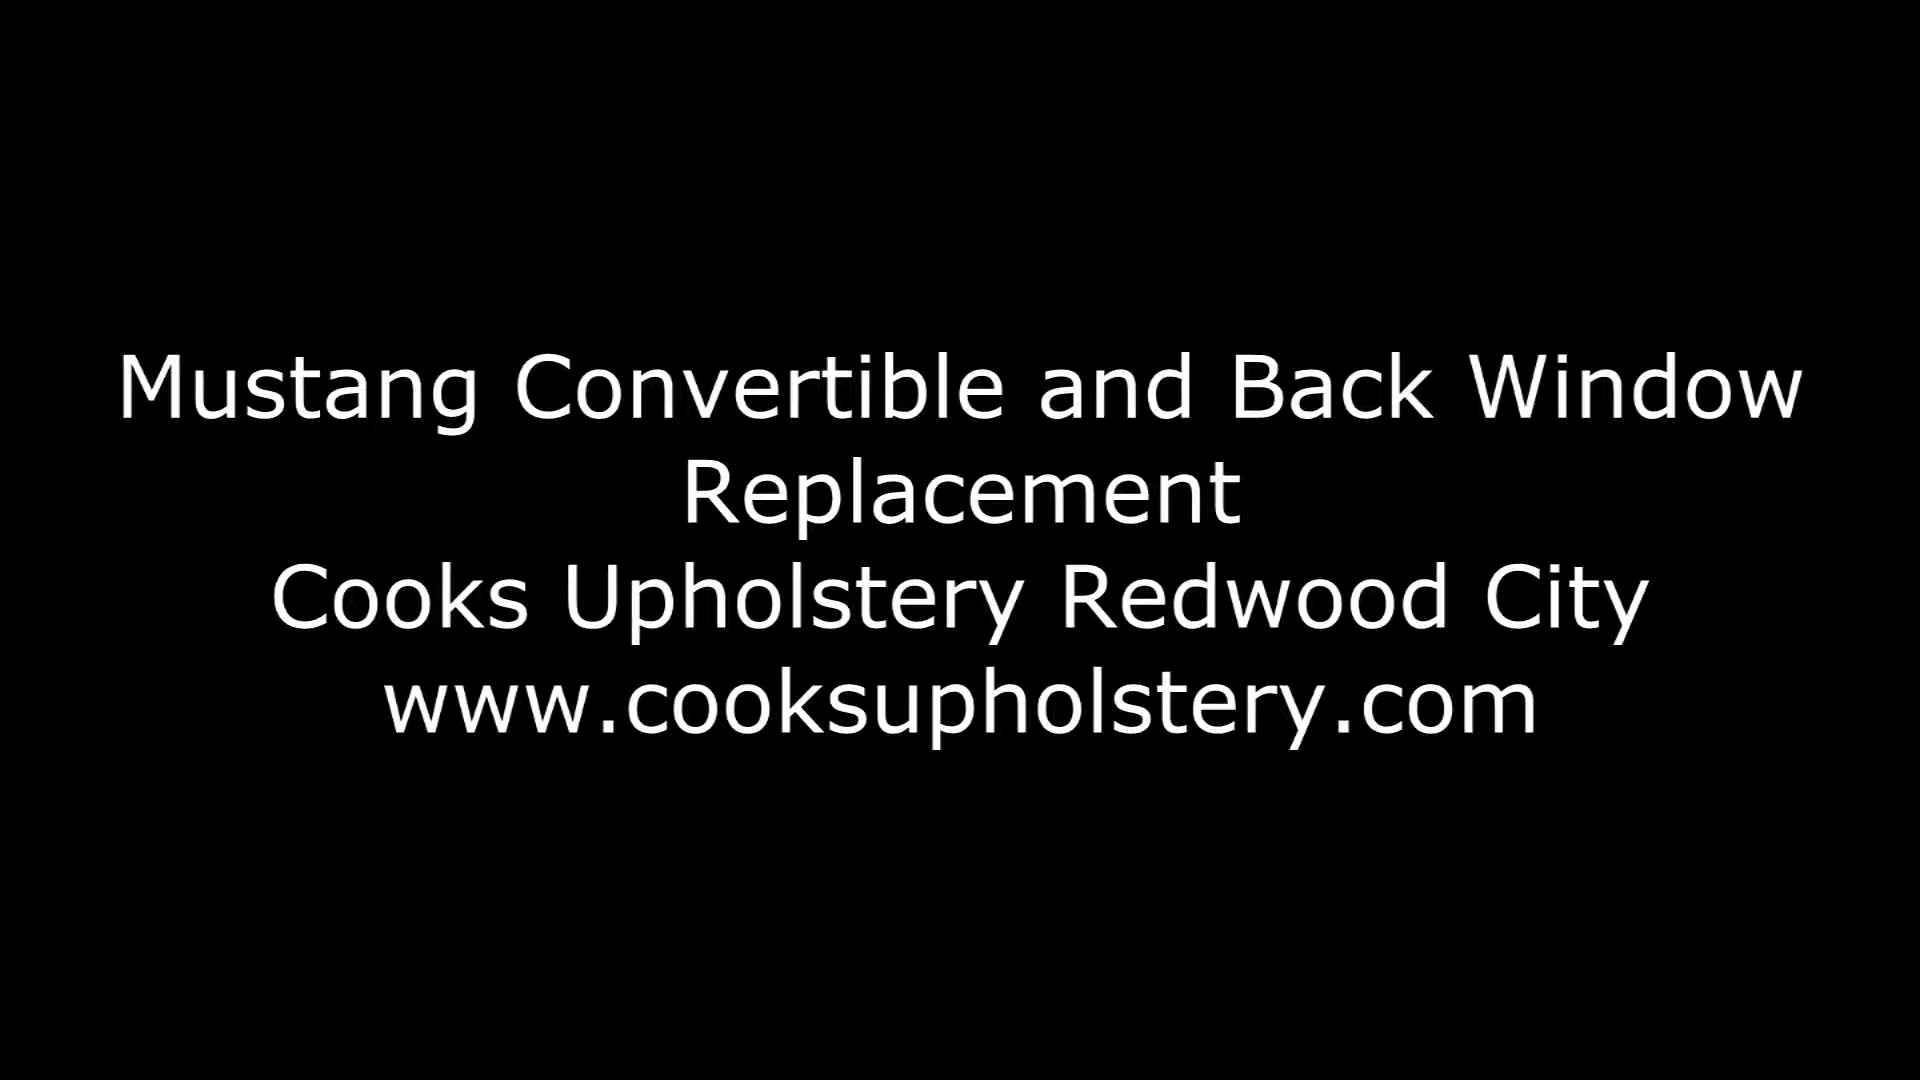 Mustang Convertible and Back Window
Replacement
Cooks Upholstery Redwood City
www.cooksupholstery.com